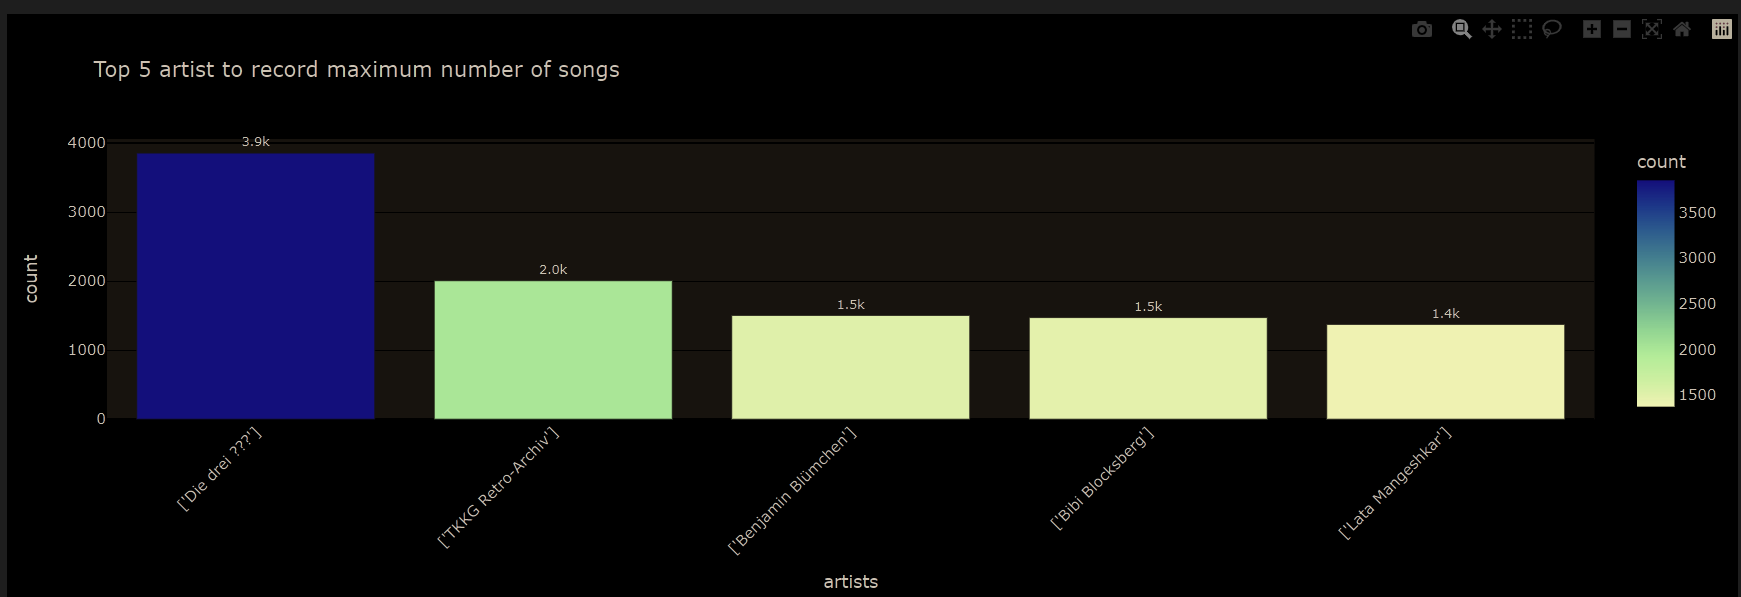 Top 5 artist to record maximum number of songs
count
4000
3000
2000
1000
0
3.9k
2.0k
1.5k
1.5k
1.4k
['Die drei ???']
['TKKG Retro-Archiv']
['Benjamin Blümchen']
['Bibi Blocksberg']
['Lata Mangeshkar']
artists
count
3500
3000
2500
2000
1500